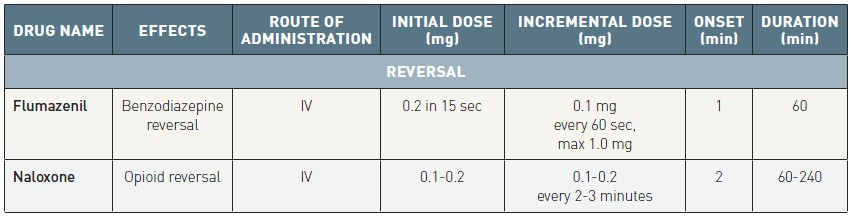 DRUG NAME
EFFECTS
ROUTE OF
ADMINISTRATION
INITIAL DOSE
(mg)
INCREMENTAL DOSE
(mg)
ONSET
(min)
DURATION
(min)
REVERSAL
Flumazenil
Benzodiazepine
reversal
IV
0.2 in 15 sec
0.1 mg
every 60 sec,
max 1.0 mg
1
60
Naloxone
Opioid reversal
IV
0.1-0.2
0.1-0.2
every 2-3 minutes
2
60-240